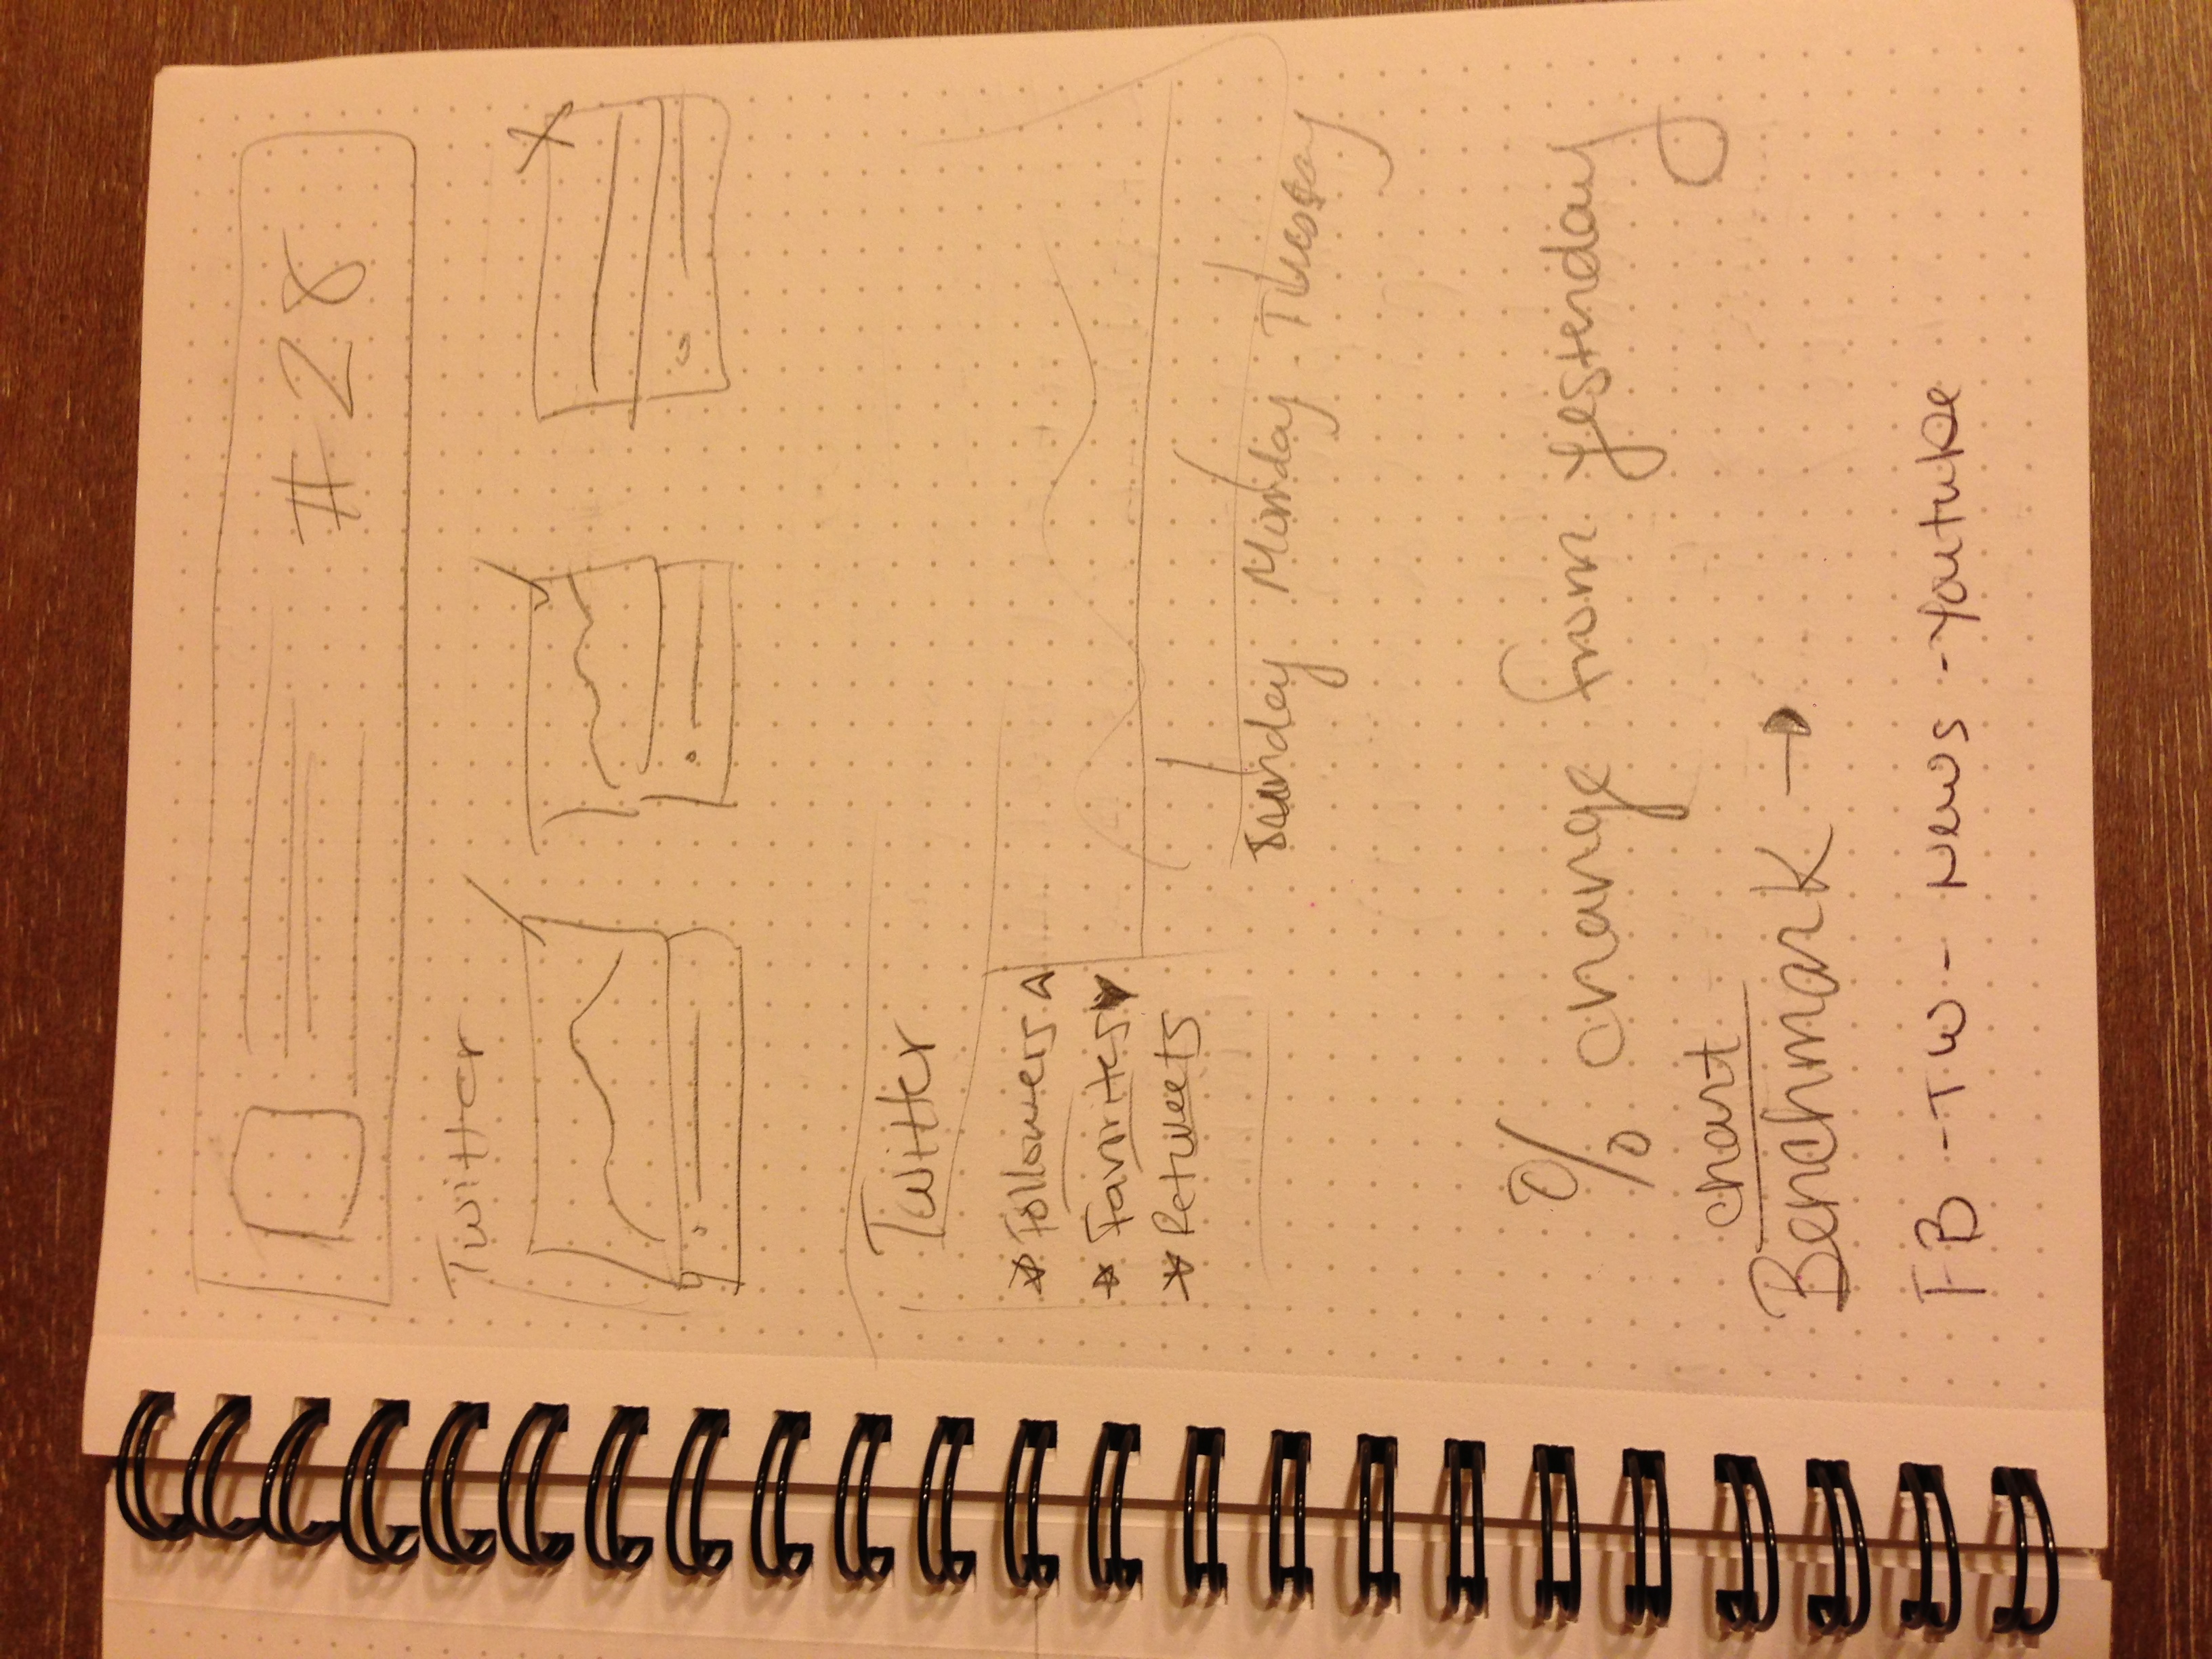 # 28
Twitter
Twitter
Followers
Favorites
Retweets
Sunday Monday Tuesday
% change from yesterday
chart
Benchmark →
FB - TW - News - Youtube